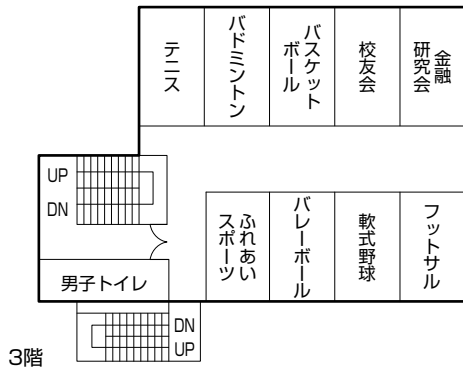 テニス
バドミントン
バスケット
ボール
校友会
金融
研究会
UP
DN
男子トイレ
ふれあい
スポーツ
バレーボール
軟式野球
フットサル
DN
UP
3階